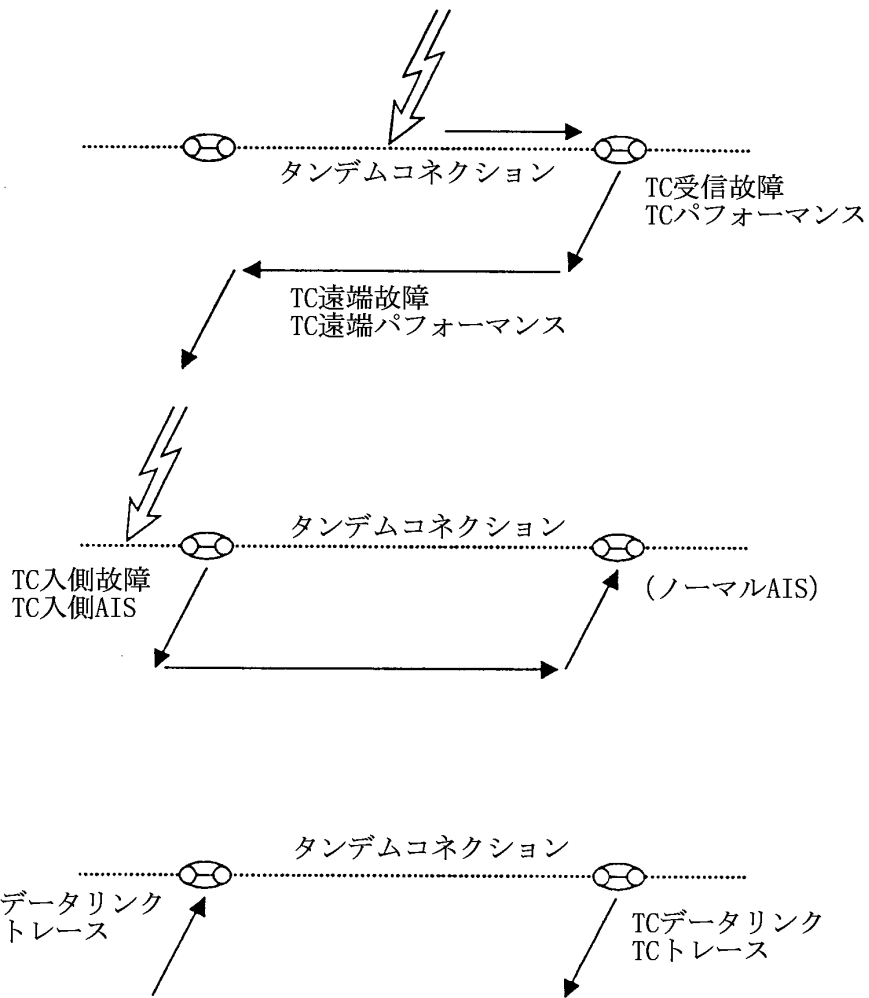 タンデムコネクション
TC受信故障
TCパフォーマンス
TC遠端故障
TC遠端パフォーマンス
タンデムコネクション
TC入側故障
TC入側AIS
(ノーマルAIS)
タンデムコネクション
データリンク
トレース
TCデータリンク
TCトレース